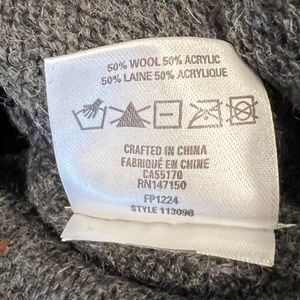 50% WOOL 50% ACRYLIC
50% LAINE 50% ACRYLIQUE
CRAFTED IN CHINA
FABRIQUÉ EN CHINE
CA55170
RN147150
FP1224
STYLE 113096